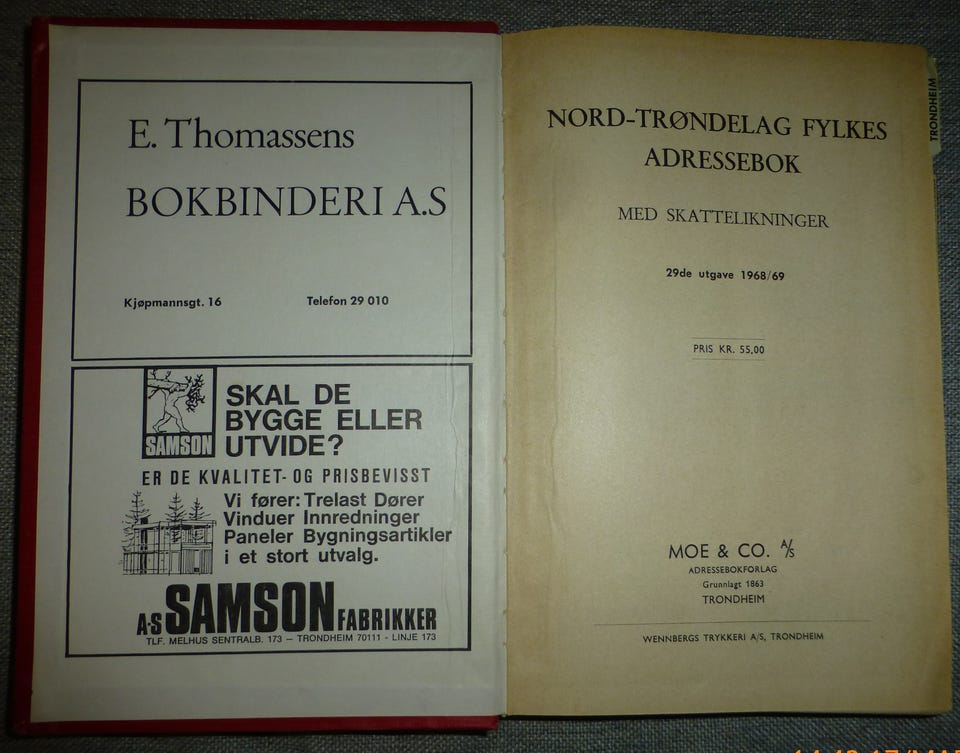 E. Thomassens
BOKBINDERI A.S
Kjøpmannsgt. 16 Telefon 29 010
SAMSON
SKAL DE
BYGGE ELLER
UTVIDE?
ER DE KVALITET- OG PRISBEVISST
Vi fører: Trelast Dører
Vinduer Innredninger
Paneler Bygningsartikler
i et stort utvalg.
A-S SAMSON FABRIKKER
TLF. MELHUS SENTRALB. 173 – TRONDHEIM 70111 - LINJE 173
NORD-TRØNDELAG FYLKES
ADRESSEBOK
MED SKATTELIKNINGER
29de utgave 1968/69
PRIS KR. 55,00
MOE & CO. A/S
ADRESSEBOKFORLAG
Grunnlagt 1863
TRONDHEIM
WENNBERGS TRYKKERI A/S, TRONDHEIM
TRONDHEIM